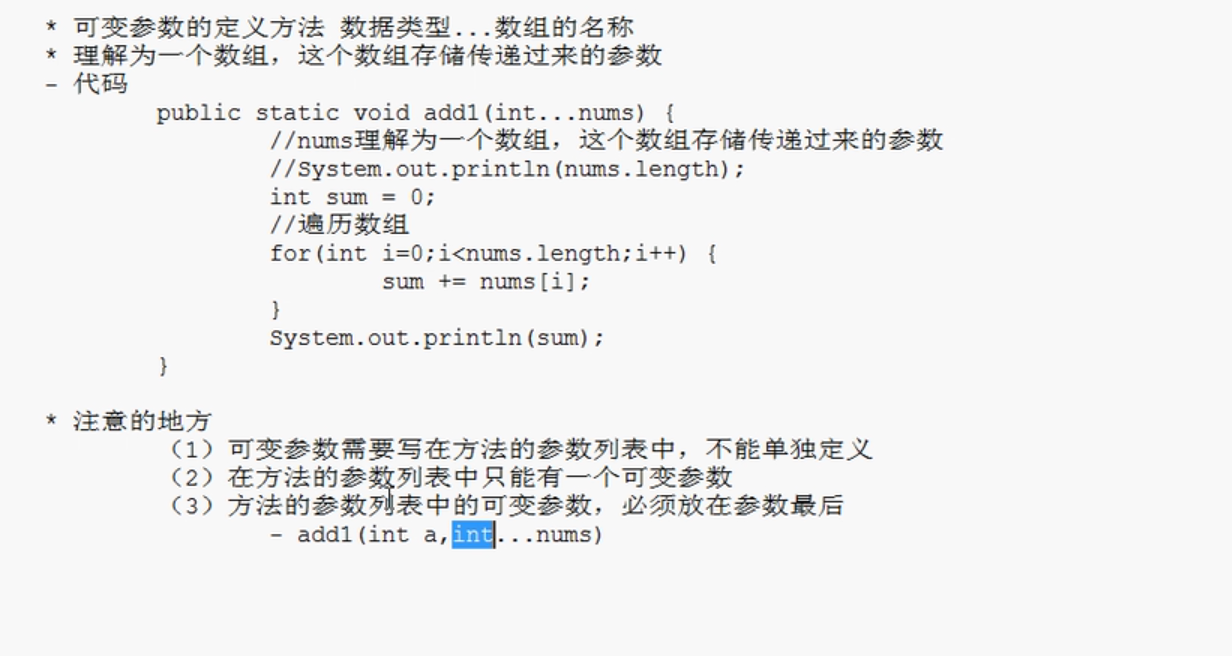 * 可变参数的定义方法 数据类型...数组的名称
* 理解为一个数组，这个数组存储传递过来的参数
- 代码
public static void add1(int...nums) {
//nums理解为一个数组，这个数组存储传递过来的参数
//System.out.println(nums.length);
int sum = 0;
//遍历数组
for(int i=0;i<nums.length;i++) {
sum += nums[i];
}
System.out.println(sum);
}
* 注意的地方
（1）可变参数需要写在方法的参数列表中，不能单独定义
（2）在方法的参数列表中只能有一个可变参数
（3）方法的参数列表中的可变参数，必须放在参数最后
- add1(int a,int...nums)